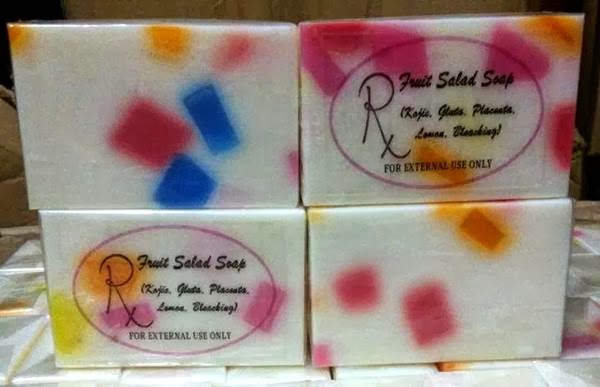 Rx
Fruit Salad Soap
(Kojic, Gluta, Placenta,
Lemon, Bleaching)
FOR EXTERNAL USE ONLY
Rx
Fruit Salad Soap
(Kojic, Gluta, Placenta,
Lemon, Bleaching)
FOR EXTERNAL USE ONLY